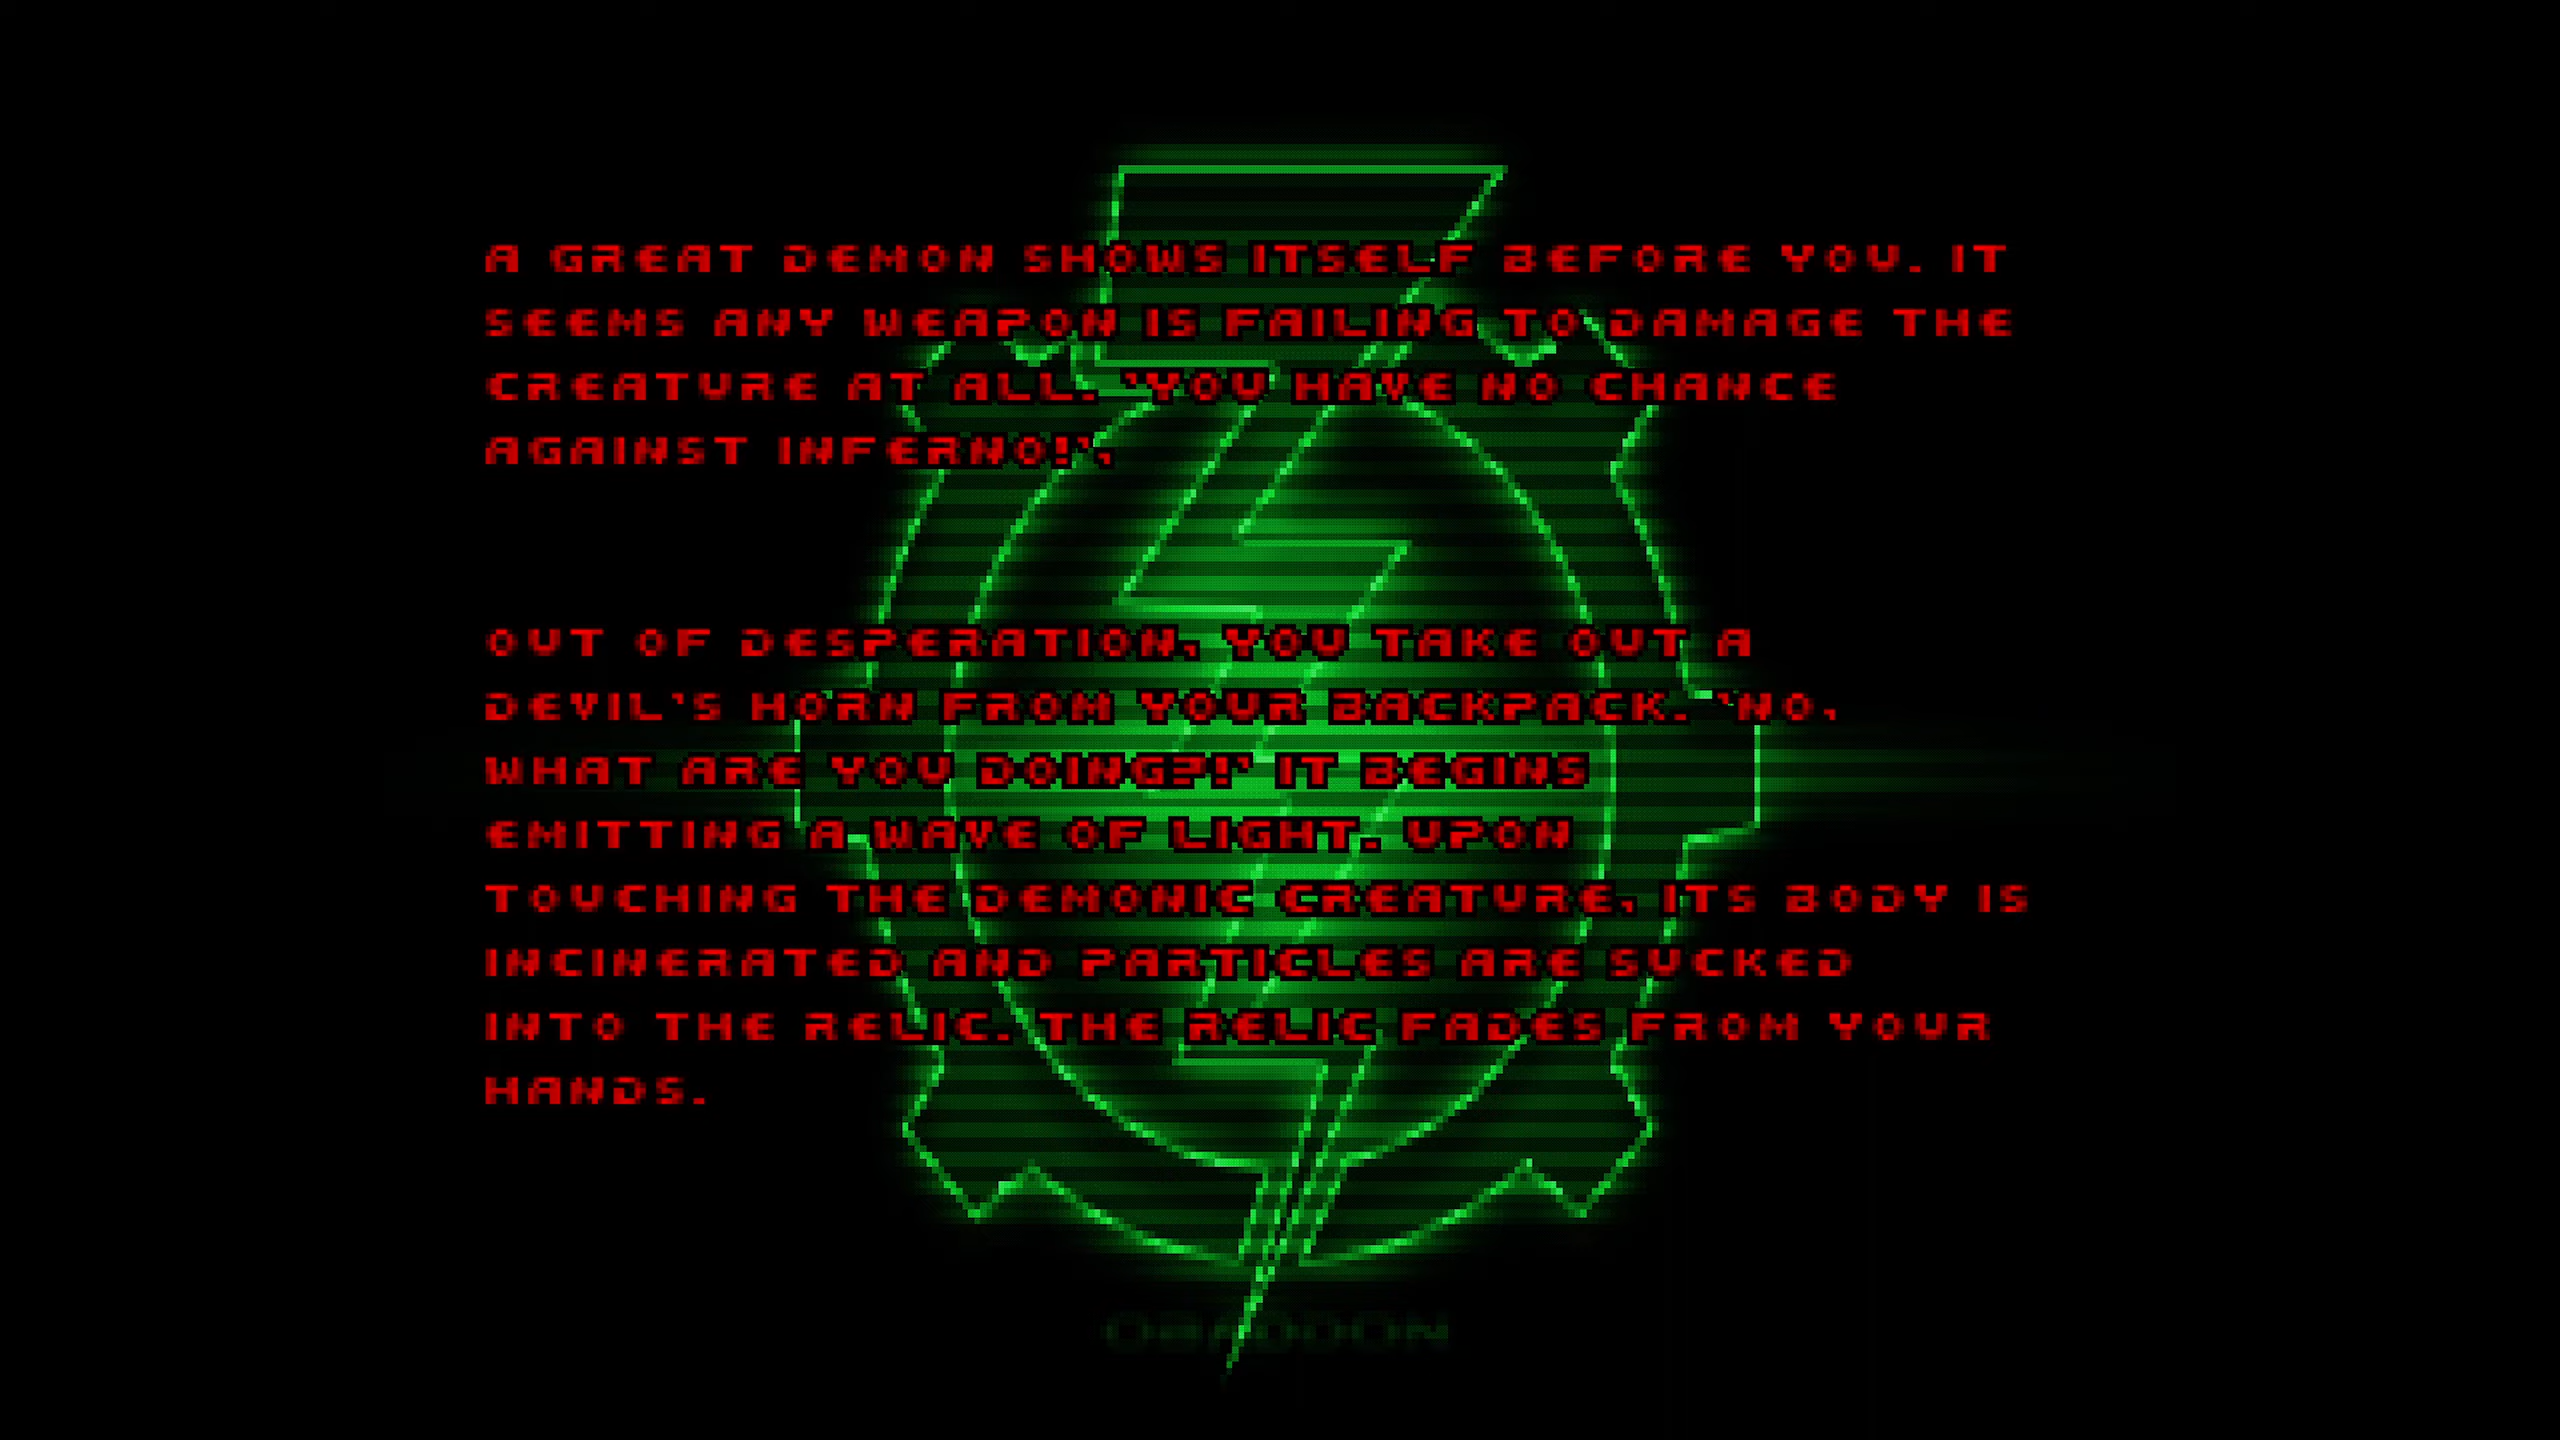 A GREAT DEMON SHOWS ITSELF BEFORE YOU. IT
SEEMS ANY WEAPON IS FAILING TO DAMAGE THE
CREATURE AT ALL. 'YOU HAVE NO CHANCE
AGAINST INFERNO!',
OUT OF DESPERATION, YOU TAKE OUT A
DEVIL'S HORN FROM YOUR BACKPACK. 'NO,
WHAT ARE YOU DOING?!' IT BEGINS
EMITTING A WAVE OF LIGHT. UPON
TOUCHING THE DEMONIC CREATURE, ITS BODY IS
INCINERATED AND PARTICLES ARE SUCKED
INTO THE RELIC. THE RELIC FADES FROM YOUR
HANDS.